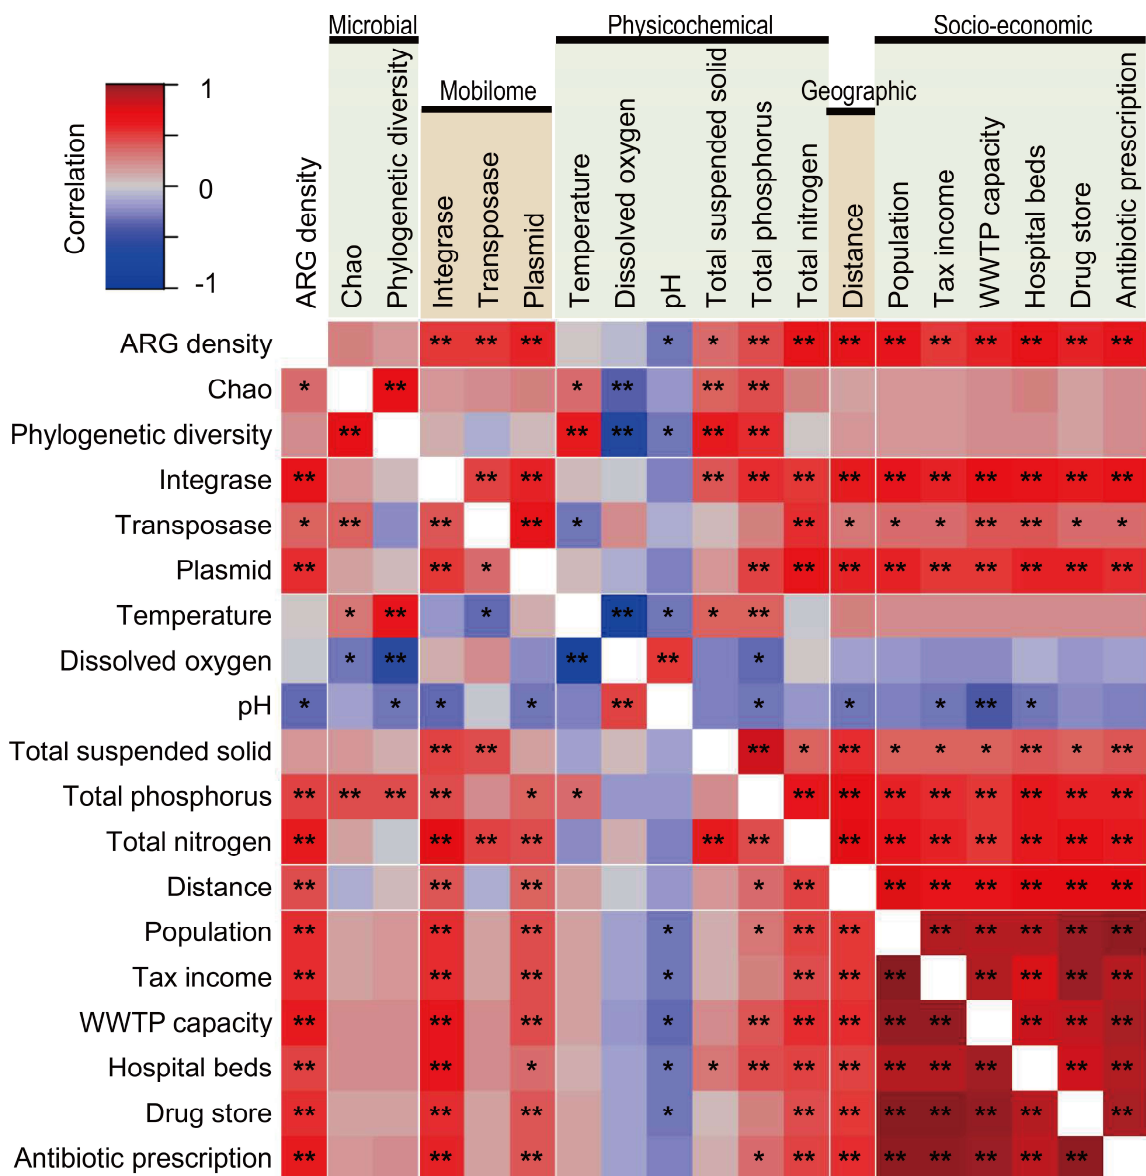 Microbial Physicochemical Socio-economic
Mobilome Geographic
Correlation
1
0
-1
ARG density
Chao
Phylogenetic diversity
Integrase
Transposase
Plasmid
Temperature
Dissolved oxygen
pH
Total suspended solid
Total phosphorus
Total nitrogen
Distance
Population
Tax income
WWTP capacity
Hospital beds
Drug store
Antibiotic prescription
ARG density ** ** ** * * ** ** ** ** ** ** ** ** **
Chao * ** * ** ** **
Phylogenetic diversity ** ** ** * ** **
Integrase ** ** ** ** ** ** ** ** ** ** ** ** **
Transposase * ** ** ** * ** * * * ** ** * *
Plasmid ** ** * ** ** ** ** ** ** ** ** **
Temperature * ** * ** * * **
Dissolved oxygen * ** ** ** *
pH * * * * ** * * * ** *
Total suspended solid ** ** ** * ** * * * ** * **
Total phosphorus ** ** ** ** * * ** ** ** ** ** ** ** **
Total nitrogen ** ** ** ** ** ** ** ** ** ** ** ** **
Distance ** ** ** * ** ** ** ** ** ** **
Population ** ** ** * * ** ** ** ** ** ** **
Tax income ** ** ** * ** ** ** ** ** ** **
WWTP capacity ** ** ** * ** ** ** ** ** ** ** **
Hospital beds ** ** * * * ** ** ** ** ** ** ** **
Drug store ** ** ** * ** ** ** ** ** ** **
Antibiotic prescription ** ** ** * ** ** ** ** ** ** **